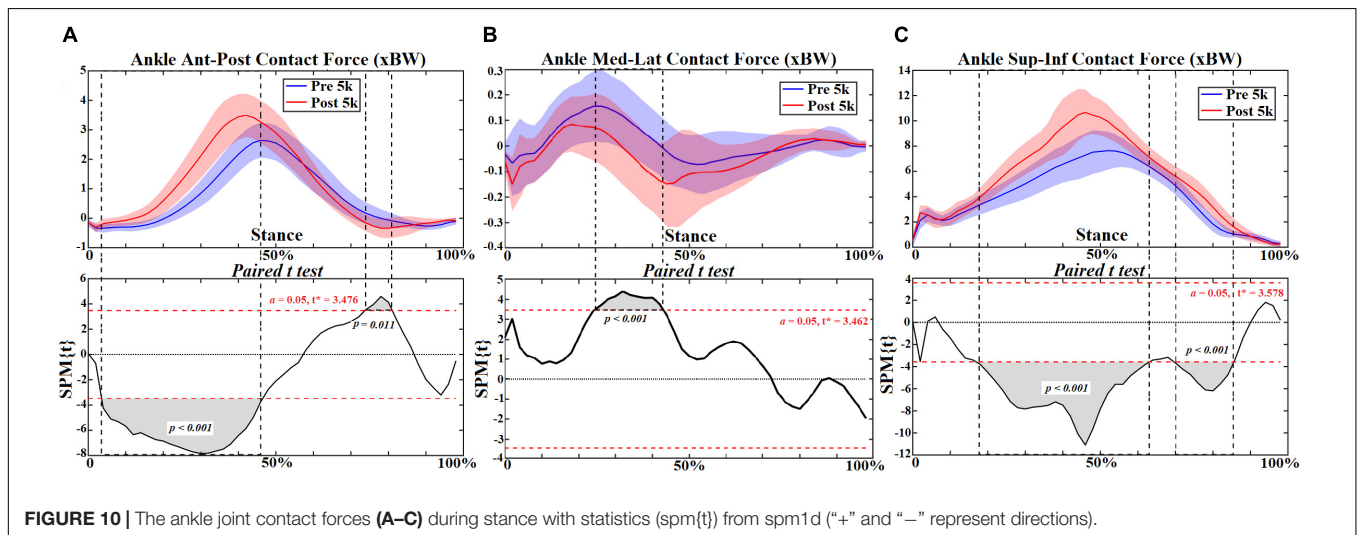 A
Ankle Ant-Post Contact Force (xBW)
5
4
3
2
1
0
-1
Pre 5k
Post 5k
Stance
0
50%
100%
Paired t test
SPM{t}
6
4
2
0
-2
-4
-6
-8
a = 0.05, t* = 3.476
p = 0.011
p < 0.001
0
50%
100%
B
Ankle Med-Lat Contact Force (xBW)
0.3
0.2
0.1
0
-0.1
-0.2
-0.3
-0.4
Pre 5k
Post 5k
Stance
0
50%
100%
Paired t test
SPM{t}
5
4
3
2
1
0
-1
-2
-3
-4
p < 0.001
a = 0.05, t* = 3.462
0
50%
100%
C
Ankle Sup-Inf Contact Force (xBW)
14
12
10
8
6
4
2
0
Pre 5k
Post 5k
Stance
0
50%
100%
Paired t test
SPM{t}
4
2
0
-2
-4
-6
-8
-10
-12
a = 0.05, t* = 3.578
p < 0.001
p < 0.001
0
50%
100%
FIGURE 10 | The ankle joint contact forces (A–C) during stance with statistics (spm{t}) from spm1d (“+” and “−” represent directions).